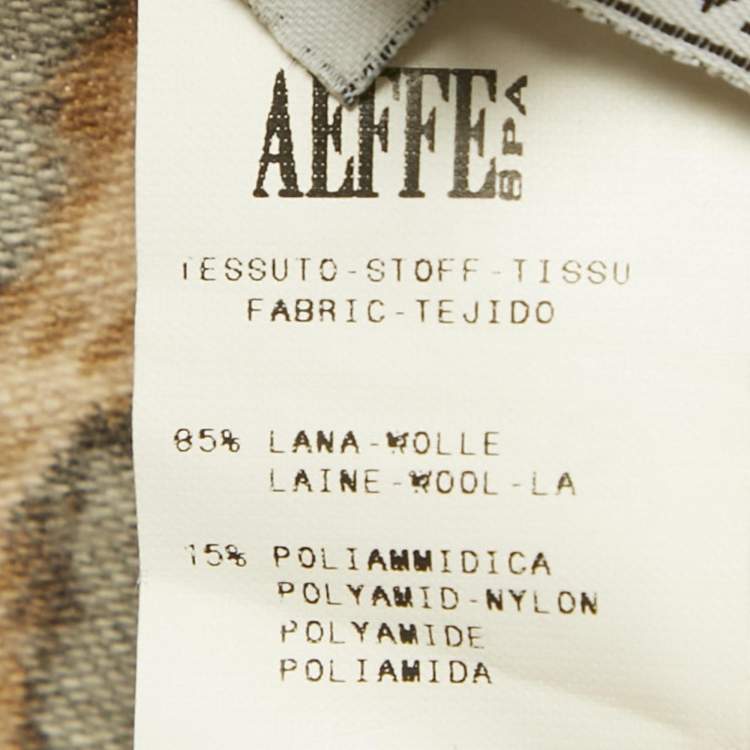 AEFFE SPA
TESSUTO-STOFF-TISSU
FABRIC-TEJIDO
85% LANA-WOLLE
LAINE-WOOL-LA
15% POLIAMMIDICA
POLYAMID-NYLON
POLYAMIDE
POLIAMIDA